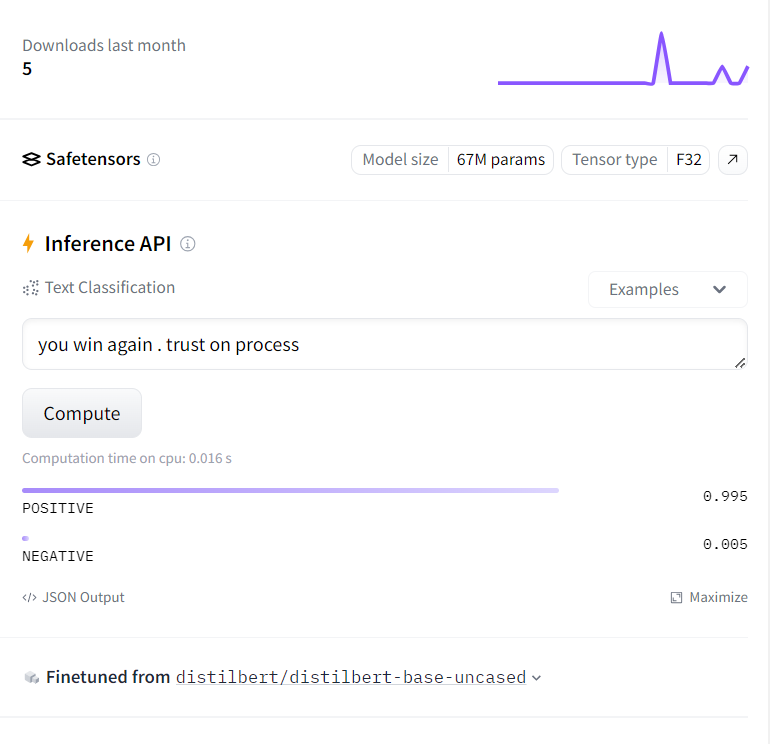 Downloads last month
5
Safetensors
Model size 67M params Tensor type F32
Inference API
Text Classification
Examples
you win again . trust on process
Compute
Computation time on cpu: 0.016 s
0.995
POSITIVE
0.005
NEGATIVE
</> JSON Output
Maximize
Finetuned from distilbert/distilbert-base-uncased